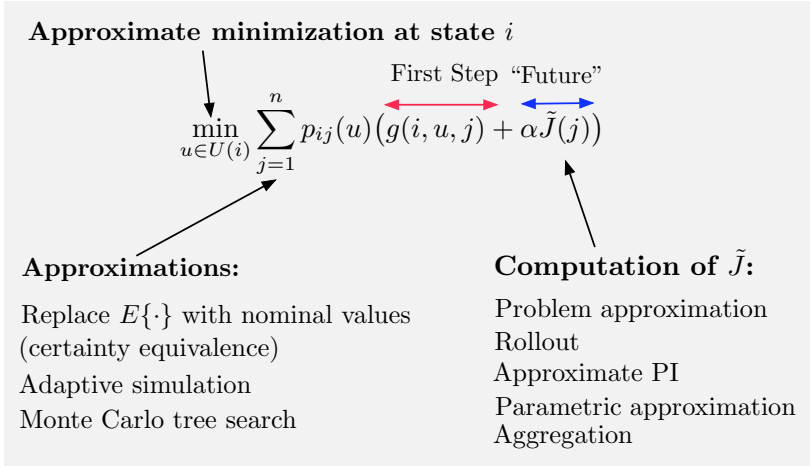 Approximate minimization at state i
First Step “Future”
min_{u∈U(i)} ∑_{j=1}^{n} p_{ij}(u)(g(i, u, j) + αJ̃(j))
Approximations:
Replace E{·} with nominal values
(certainty equivalence)
Adaptive simulation
Monte Carlo tree search
Computation of J̃:
Problem approximation
Rollout
Approximate PI
Parametric approximation
Aggregation